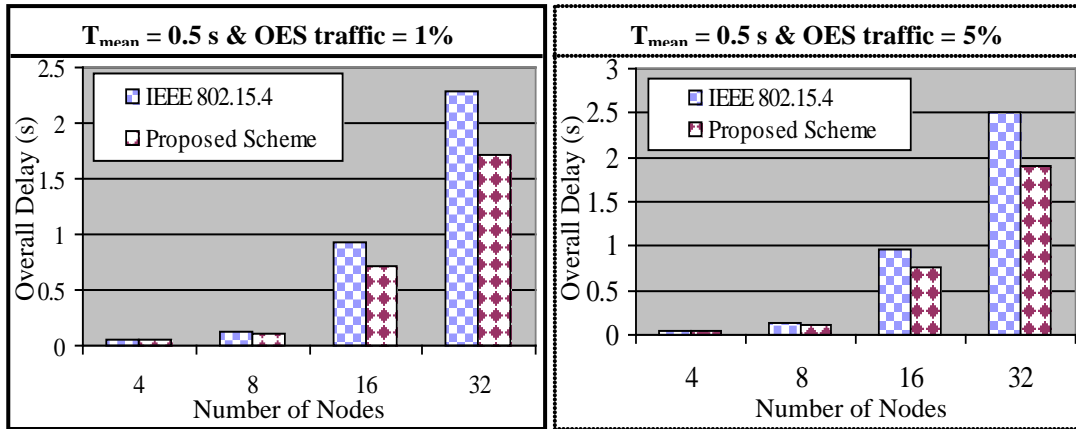 T_mean = 0.5 s & OES traffic = 1%
Overall Delay (s)
2.5
2
1.5
1
0.5
0
IEEE 802.15.4
Proposed Scheme
4 8 16 32
Number of Nodes
T_mean = 0.5 s & OES traffic = 5%
Overall Delay (s)
3
2.5
2
1.5
1
0.5
0
IEEE 802.15.4
Proposed Scheme
4 8 16 32
Number of Nodes